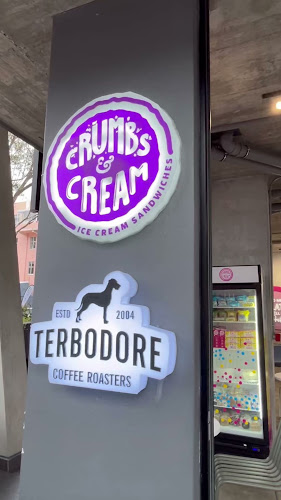 CRUMBS
&
CREAM
ICE CREAM SANDWICHES
ESTD 2004
TERBODORE
COFFEE ROASTERS